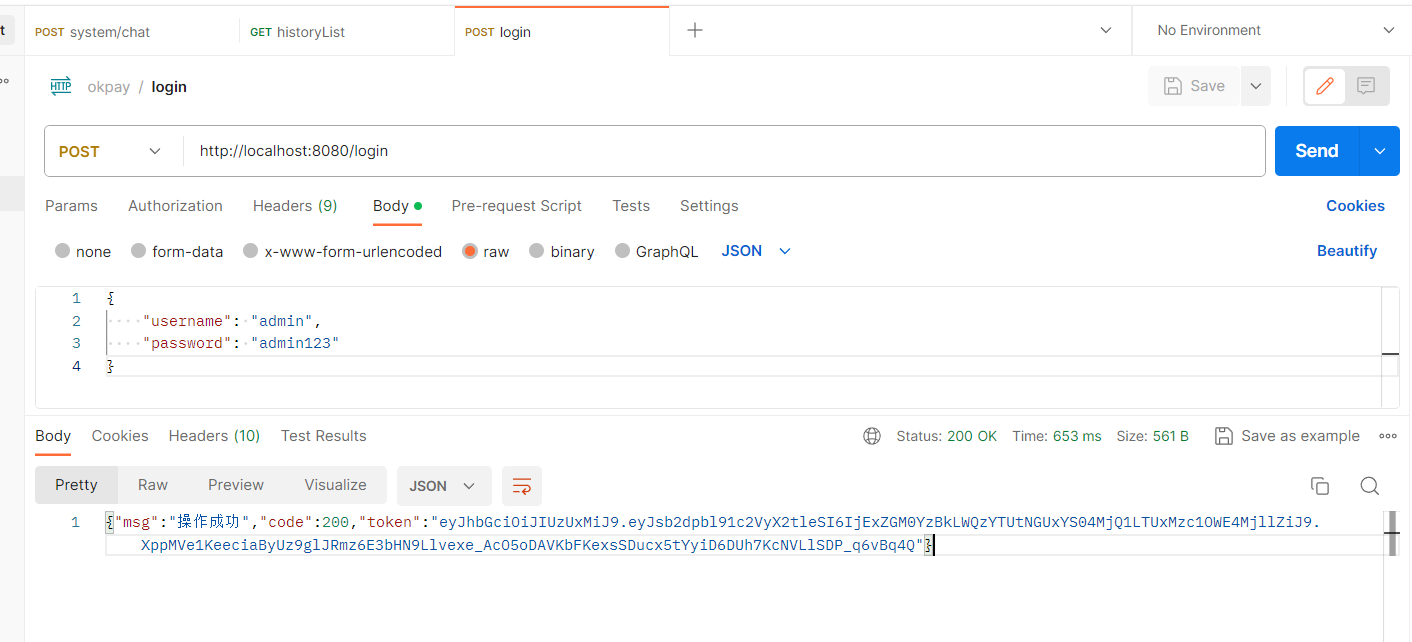 t POST system/chat GET historyList POST login No Environment
HTTP okpay / login Save
POST http://localhost:8080/login Send
Params Authorization Headers (9) Body Pre-request Script Tests Settings Cookies
none form-data x-www-form-urlencoded raw binary GraphQL JSON Beautify
1 {
2 "username": "admin",
3 "password": "admin123"
4 }
Body Cookies Headers (10) Test Results Status: 200 OK Time: 653 ms Size: 561 B Save as example
Pretty Raw Preview Visualize JSON
1 {"msg":"操作成功","code":200,"token":"eyJhbGciOiJIUzUxMiJ9.eyJsb2dpbl91c2VyX2tleSI6IjExZGM0YzBkLWQzYTUtNGUxYS04MjQ1LTUxMzc1OWE4MjllZiJ9.
XppMVe1KeeciaByUz9glJRmz6E3bHN9Llvexe_AcO5oDAVKbFKexsSDucx5tYyiD6DUh7KcNVLlSDP_q6vBq4Q"}